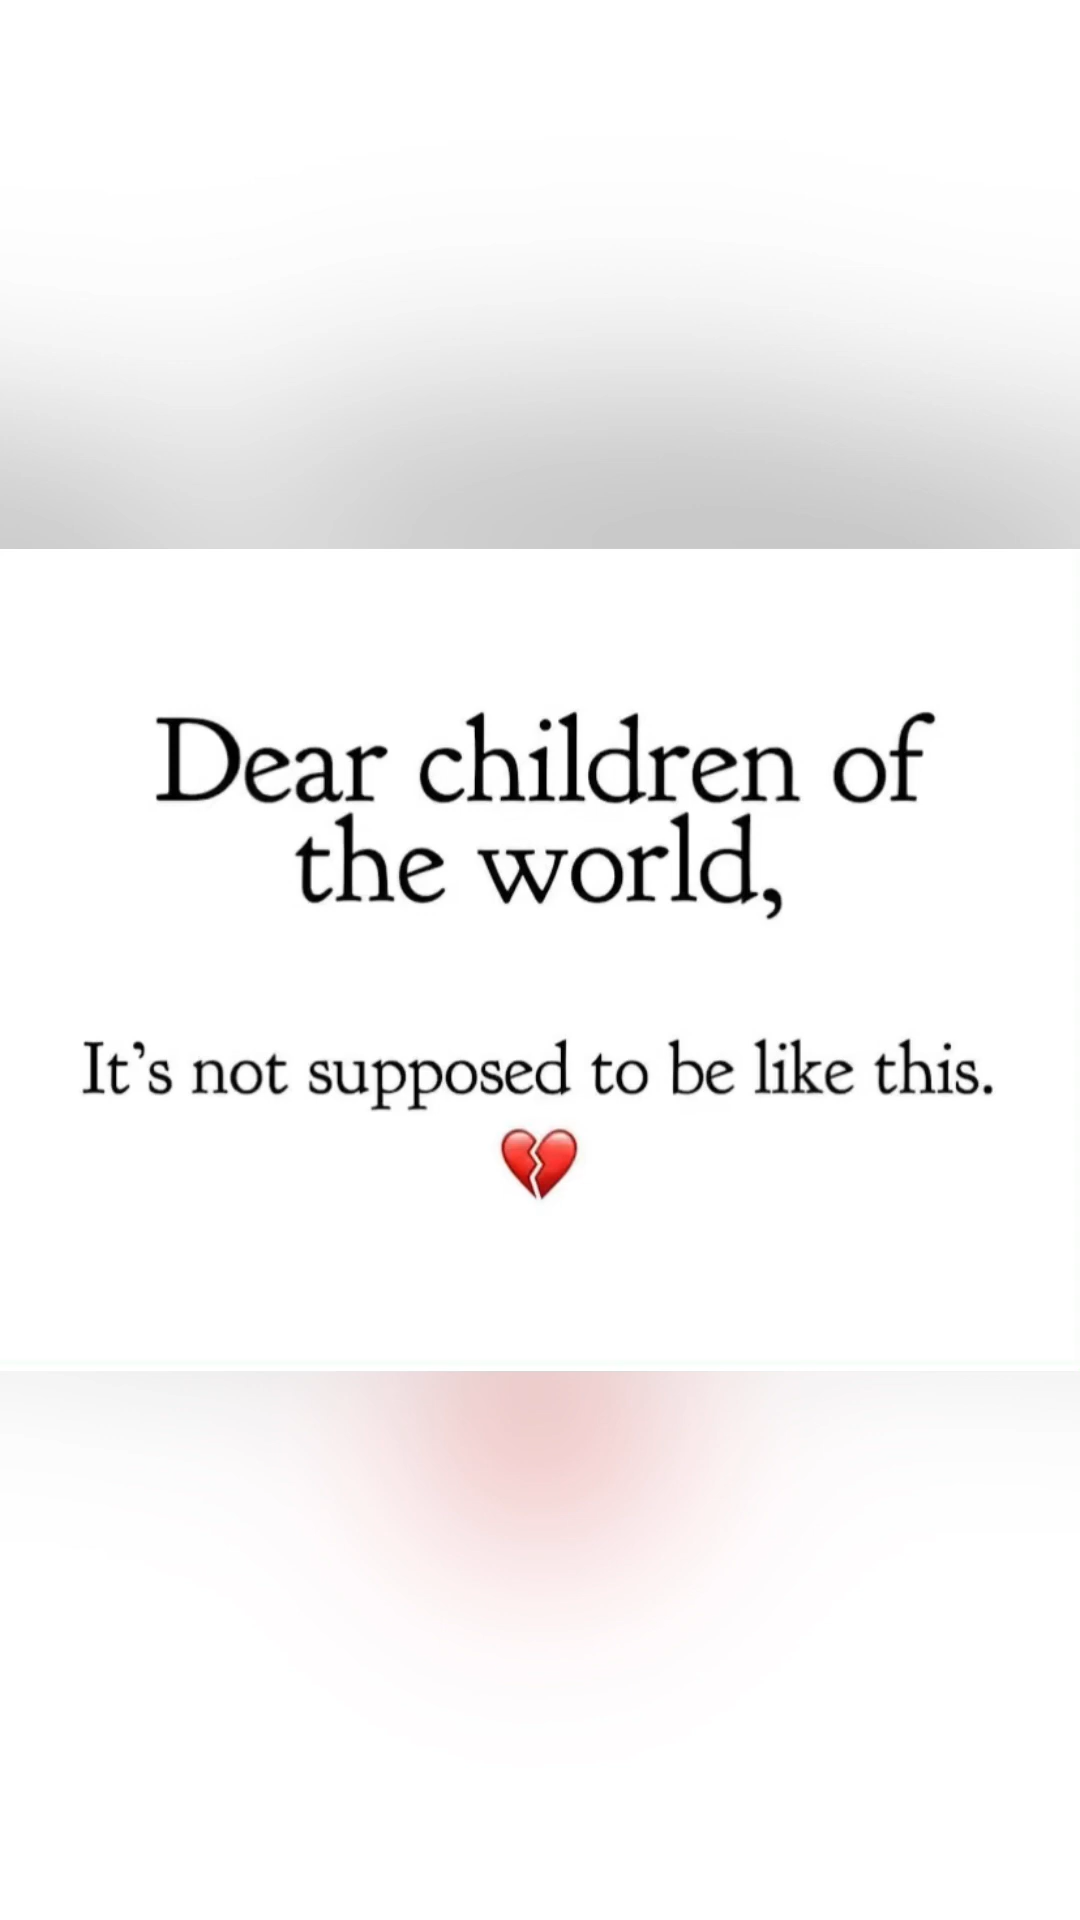 Dear children of
the world,
It’s not supposed to be like this.
💔